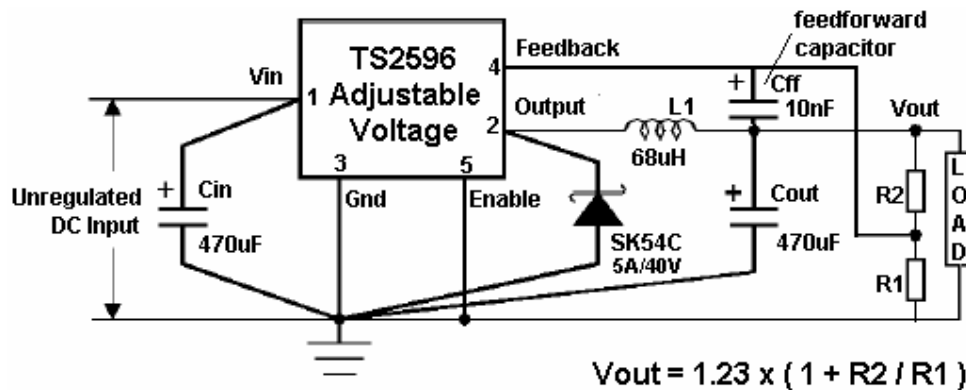 feedforward
capacitor
TS2596
Adjustable
Voltage
Vin
1
Feedback
4
Output
2
3
5
Gnd
Enable
L1
68uH
+
Cff
10nF
Vout
Unregulated
DC Input
+
Cin
470uF
SK54C
5A/40V
+
Cout
470uF
R2
R1
LOAD
Vout = 1.23 x ( 1 + R2 / R1 )